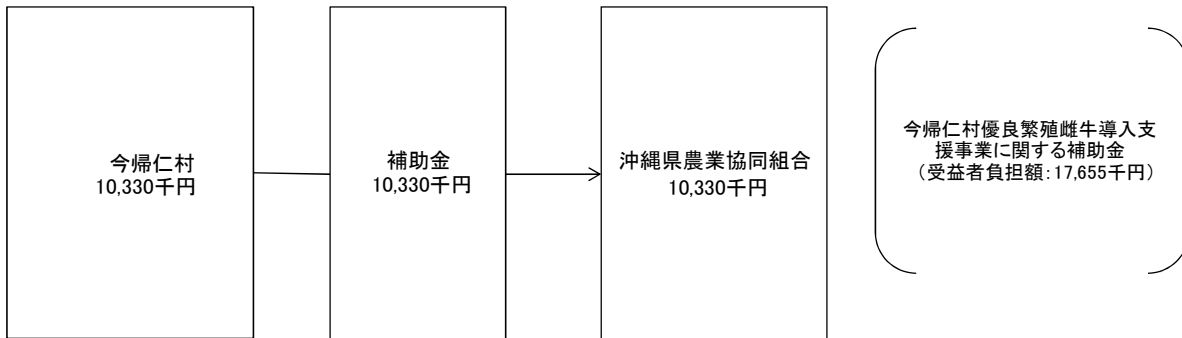 今帰仁村
10,330千円
補助金
10,330千円
沖縄県農業協同組合
10,330千円
今帰仁村優良繁殖雌牛導入支
援事業に関する補助金
（受益者負担額：17,655千円）